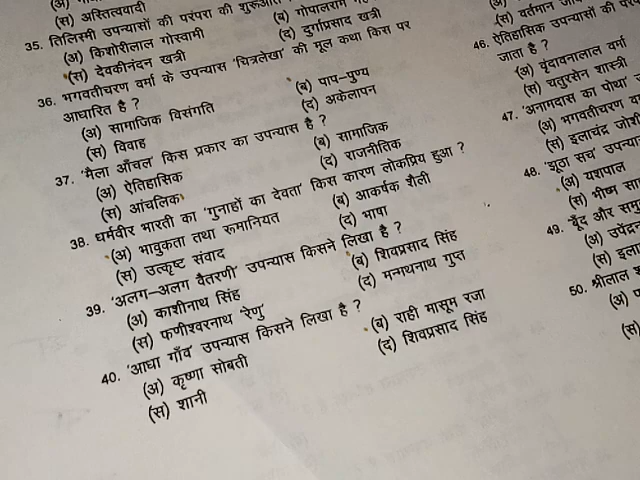 (स) अस्तित्ववादी
35. तिलिस्मी उपन्यासों की परंपरा की शुरूआत
(अ) किशोरीलाल गोस्वामी (ब) गोपालराम
(स) देवकीनंदन खत्री (द) दुर्गाप्रसाद खत्री
36. भगवतीचरण वर्मा के उपन्यास 'चित्रलेखा' की मूल कथा किस पर
आधारित है ?
(अ) सामाजिक विसंगति (ब) पाप–पुण्य
(स) विवाह (द) अकेलापन
37. 'मैला आँचल' किस प्रकार का उपन्यास है ?
(अ) ऐतिहासिक (ब) सामाजिक
(स) आंचलिक (द) राजनीतिक
38. धर्मवीर भारती का 'गुनाहों का देवता' किस कारण लोकप्रिय हुआ ?
(अ) भावुकता तथा रूमानियत (ब) आकर्षक शैली
(स) उत्कृष्ट संवाद (द) भाषा
39. 'अलग–अलग वैतरणी' उपन्यास किसने लिखा है ?
(अ) काशीनाथ सिंह (ब) शिवप्रसाद सिंह
(स) फणीश्वरनाथ 'रेणु' (द) मन्मथनाथ गुप्त
40. 'आधा गाँव' उपन्यास किसने लिखा है ?
(अ) कृष्णा सोबती (ब) राही मासूम रजा
(स) शानी (द) शिवप्रसाद सिंह
(स) वर्तमान
46. ऐतिहासिक उपन्यासों की
जाता है ?
(अ) वृंदावनलाल वर्मा
(स) चतुरसेन शास्त्री
47. 'अनामदास का पोथा'
(अ) भगवतीचरण
(स) इलाचंद्र जोशी
48. 'झूठा सच'
(अ) यशपाल
(स) भीष्म
49. बूँद और
(अ)
(स)
50. श्रीलाल
(अ)
(स)